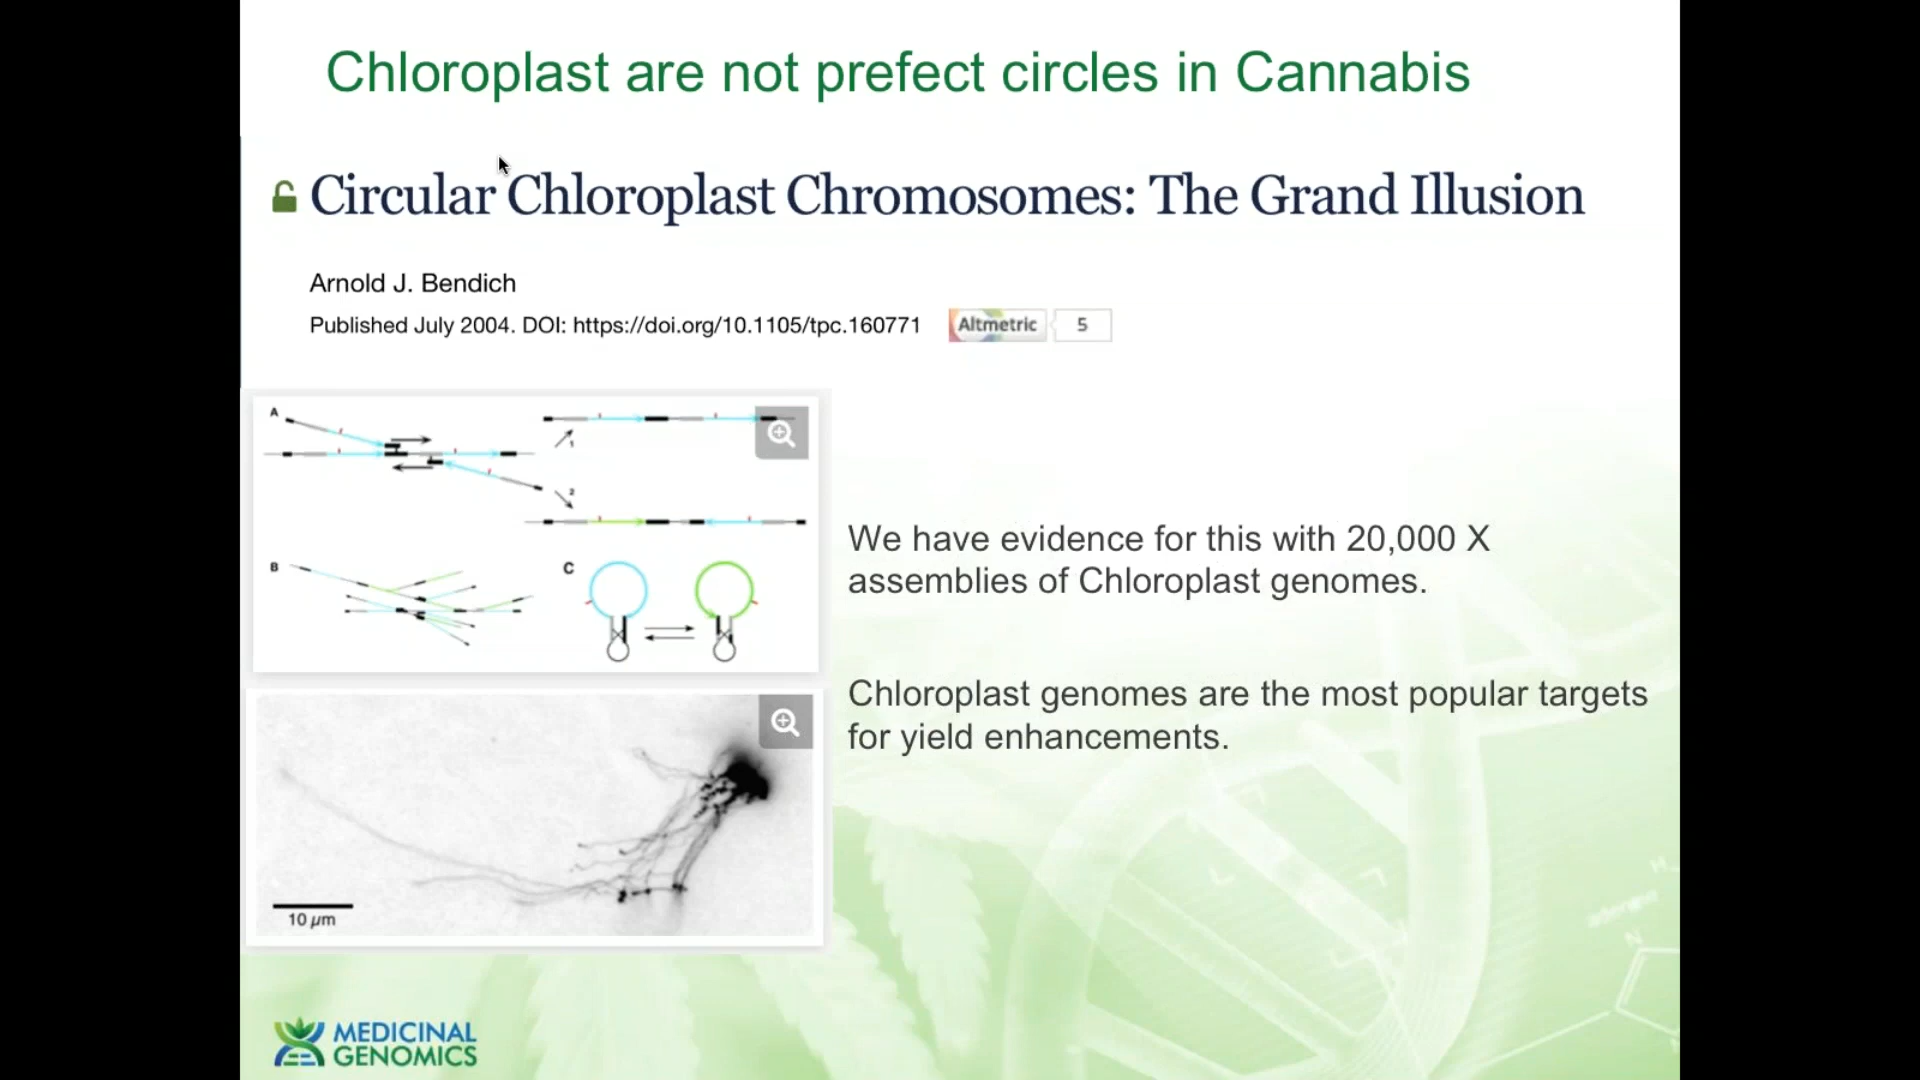 Chloroplast are not prefect circles in Cannabis
Circular Chloroplast Chromosomes: The Grand Illusion
Arnold J. Bendich
Published July 2004. DOI: https://doi.org/10.1105/tpc.160771 Altmetric 5
A
1
2
B
C
We have evidence for this with 20,000 X
assemblies of Chloroplast genomes.
Chloroplast genomes are the most popular targets
for yield enhancements.
10 µm
MEDICINAL
GENOMICS